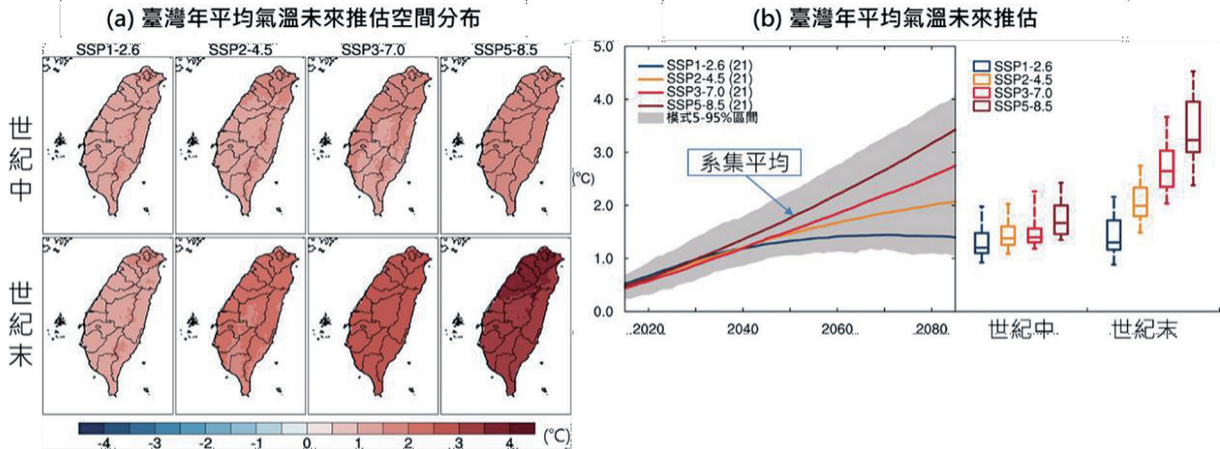 (a) 臺灣年平均氣溫未來推估空間分布
SSP1-2.6 SSP2-4.5 SSP3-7.0 SSP5-8.5
世紀中
世紀末
-4 -3 -2 -1 0 1 2 3 4 (°C)
(b) 臺灣年平均氣溫未來推估
5.0
4.0
3.0
2.0
1.0
0.0
(°C)
SSP1-2.6 (21)
SSP2-4.5 (21)
SSP3-7.0 (21)
SSP5-8.5 (21)
模式5-95%區間
系集平均
2020 2040 2060 2080
SSP1-2.6
SSP2-4.5
SSP3-7.0
SSP5-8.5
世紀中 世紀末